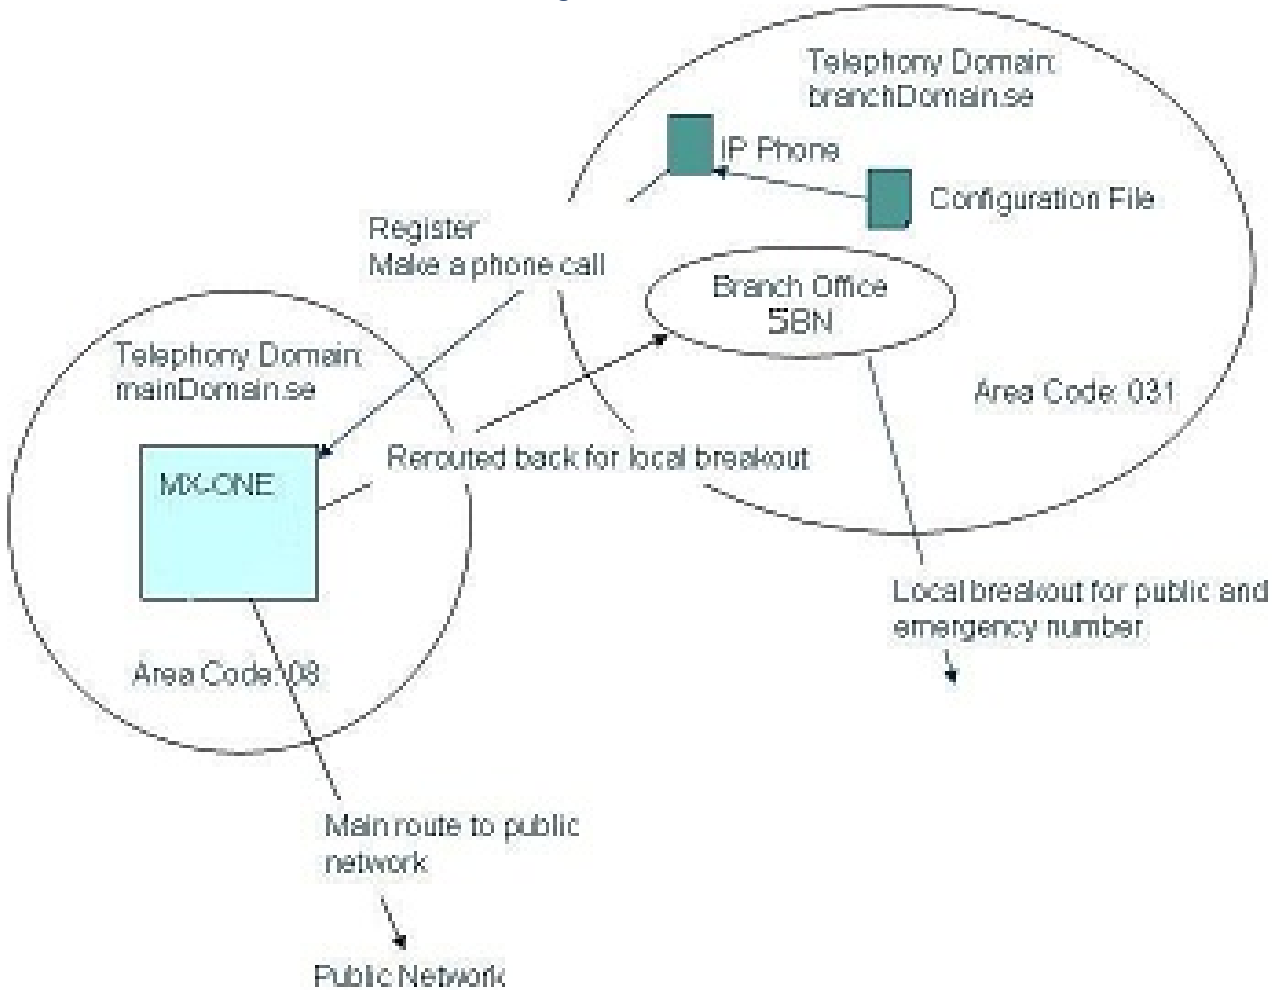 Telephony Domain:
branchDomain.se
IP Phone
Configuration File
Register
Make a phone call
Branch Office
SBN
Telephony Domain:
mainDomain.se
Area Code: 031
Rerouted back for local breakout
MX-ONE
Local breakout for public and
emergency number
Area Code: 08
Main route to public
network
Public Network